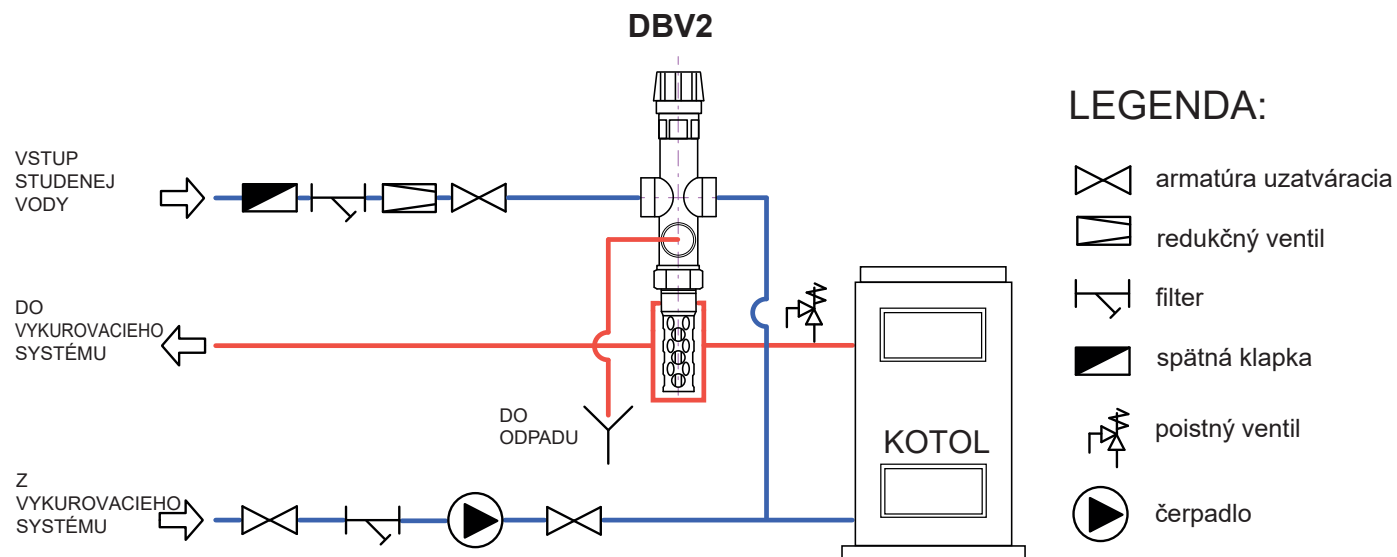 DBV2
VSTUP
STUDENEJ
VODY
DO
VYKUROVACIEHO
SYSTÉMU
DO
ODPADU
Z
VYKUROVACIEHO
SYSTÉMU
KOTOL
LEGENDA:
armatúra uzatváracia
redukčný ventil
filter
spätná klapka
poistný ventil
čerpadlo